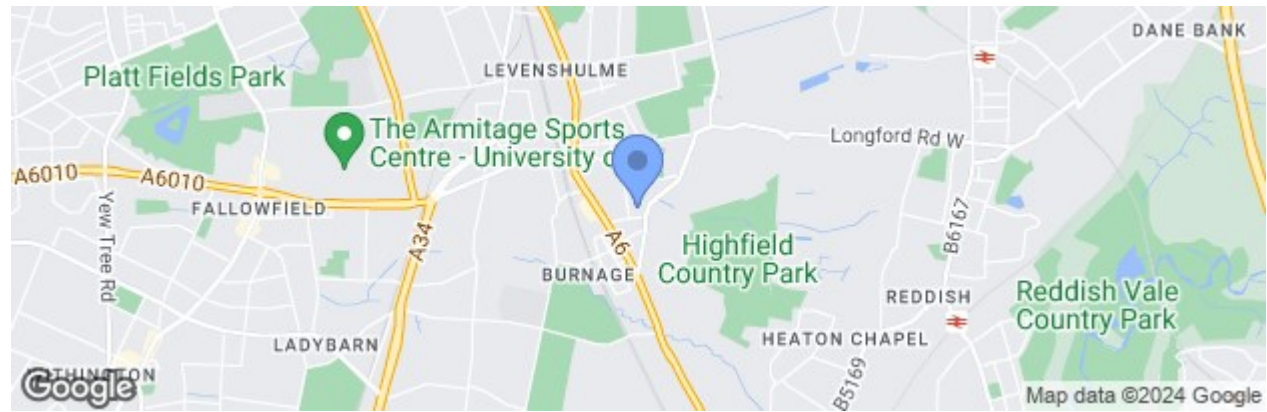 DANE BANK
LEVENSHULME
Platt Fields Park
The Armitage Sports
Centre - University o
Longford Rd W
A6010
A6010
FALLOWFIELD
Yew Tree Rd
A34
A6
B6167
Highfield
Country Park
BURNAGE
REDDISH
Reddish Vale
Country Park
LADYBARN
HEATON CHAPEL
B5169
THINGTON
Google
Map data ©2024 Google